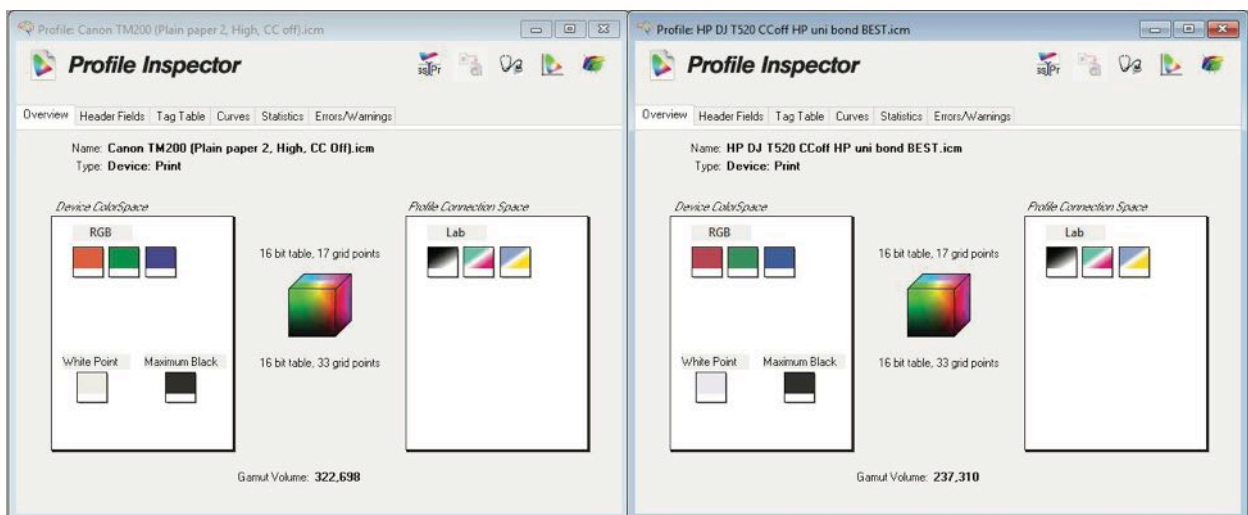 Profile: Canon TM200 (Plain paper 2, High, CC off).icm
Profile Inspector
Overview Header Fields Tag Table Curves Statistics Errors/Warnings
Name: Canon TM200 (Plain paper 2, High, CC Off).icm
Type: Device: Print
Device ColorSpace
Profile Connection Space
RGB
Lab
16 bit table, 17 grid points
White Point
Maximum Black
16 bit table, 33 grid points
Gamut Volume: 322,698
Profile: HP DJ T520 CCoff HP uni bond BEST.icm
Profile Inspector
Overview Header Fields Tag Table Curves Statistics Errors/Warnings
Name: HP DJ T520 CCoff HP uni bond BEST.icm
Type: Device: Print
Device ColorSpace
Profile Connection Space
RGB
Lab
16 bit table, 17 grid points
White Point
Maximum Black
16 bit table, 33 grid points
Gamut Volume: 237,310